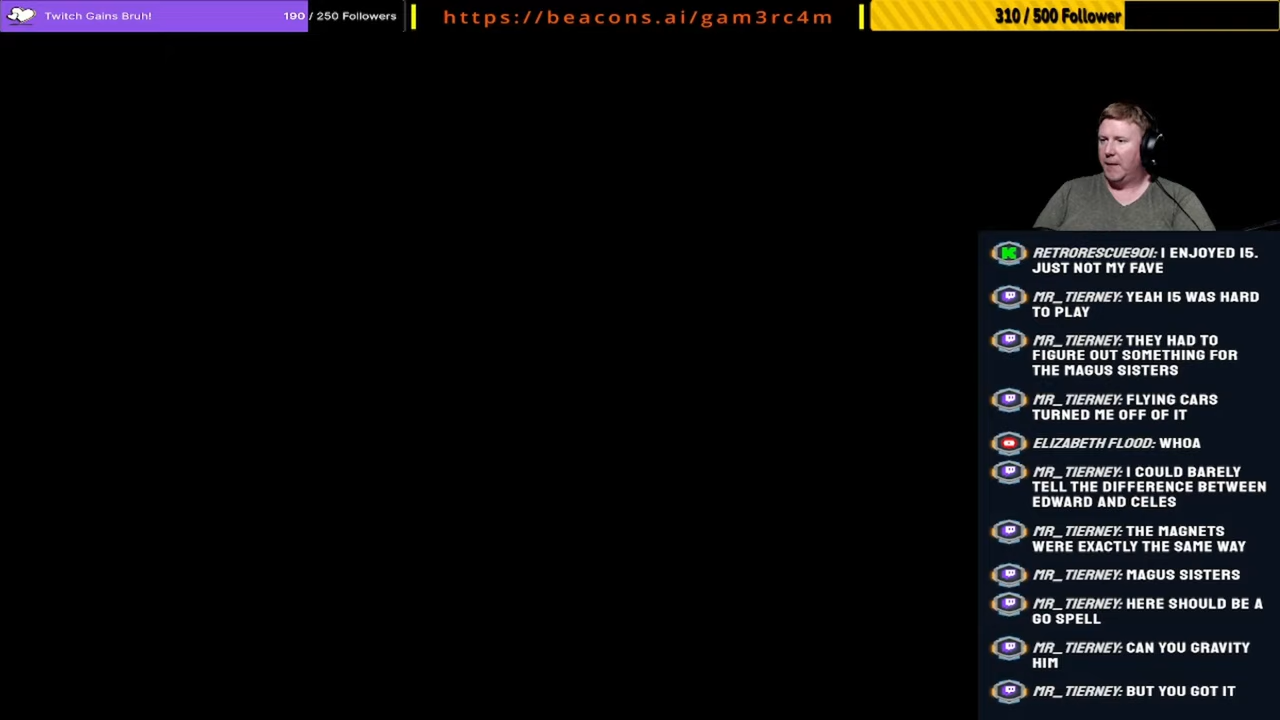 Twitch Gains Bruh! 190 / 250 Followers
https://beacons.ai/gam3rc4m
310 / 500 Follower
RETRORESCUE901: I ENJOYED 15.
JUST NOT MY FAVE
MR_TIERNEY: YEAH 15 WAS HARD
TO PLAY
MR_TIERNEY: THEY HAD TO
FIGURE OUT SOMETHING FOR
THE MAGUS SISTERS
MR_TIERNEY: FLYING CARS
TURNED ME OFF OF IT
ELIZABETH FLOOD: WHOA
MR_TIERNEY: I COULD BARELY
TELL THE DIFFERENCE BETWEEN
EDWARD AND CELES
MR_TIERNEY: THE MAGNETS
WERE EXACTLY THE SAME WAY
MR_TIERNEY: MAGUS SISTERS
MR_TIERNEY: HERE SHOULD BE A
GO SPELL
MR_TIERNEY: CAN YOU GRAVITY
HIM
MR_TIERNEY: BUT YOU GOT IT